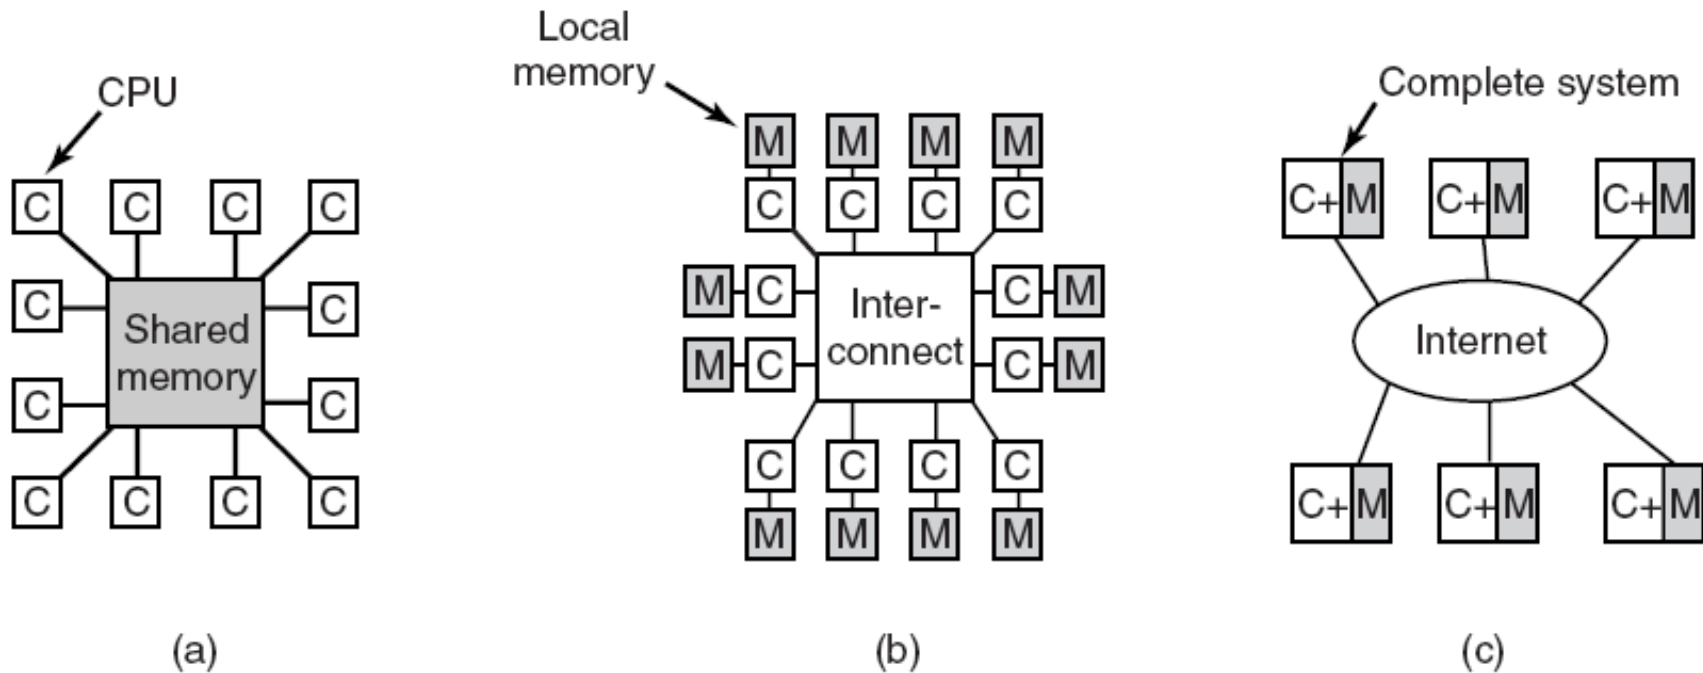 CPU
C C C C
C C
Shared
memory
C C
C C C C
(a)
Local
memory
M M M M
C C C C
M C C M
Inter-
connect
M C C M
C C C C
M M M M
(b)
Complete system
C+ M C+ M C+ M
Internet
C+ M C+ M C+ M
(c)